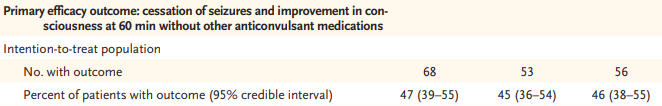 Primary efficacy outcome: cessation of seizures and improvement in con-
sciousness at 60 min without other anticonvulsant medications
Intention-to-treat population
No. with outcome 68 53 56
Percent of patients with outcome (95% credible interval) 47 (39–55) 45 (36–54) 46 (38–55)